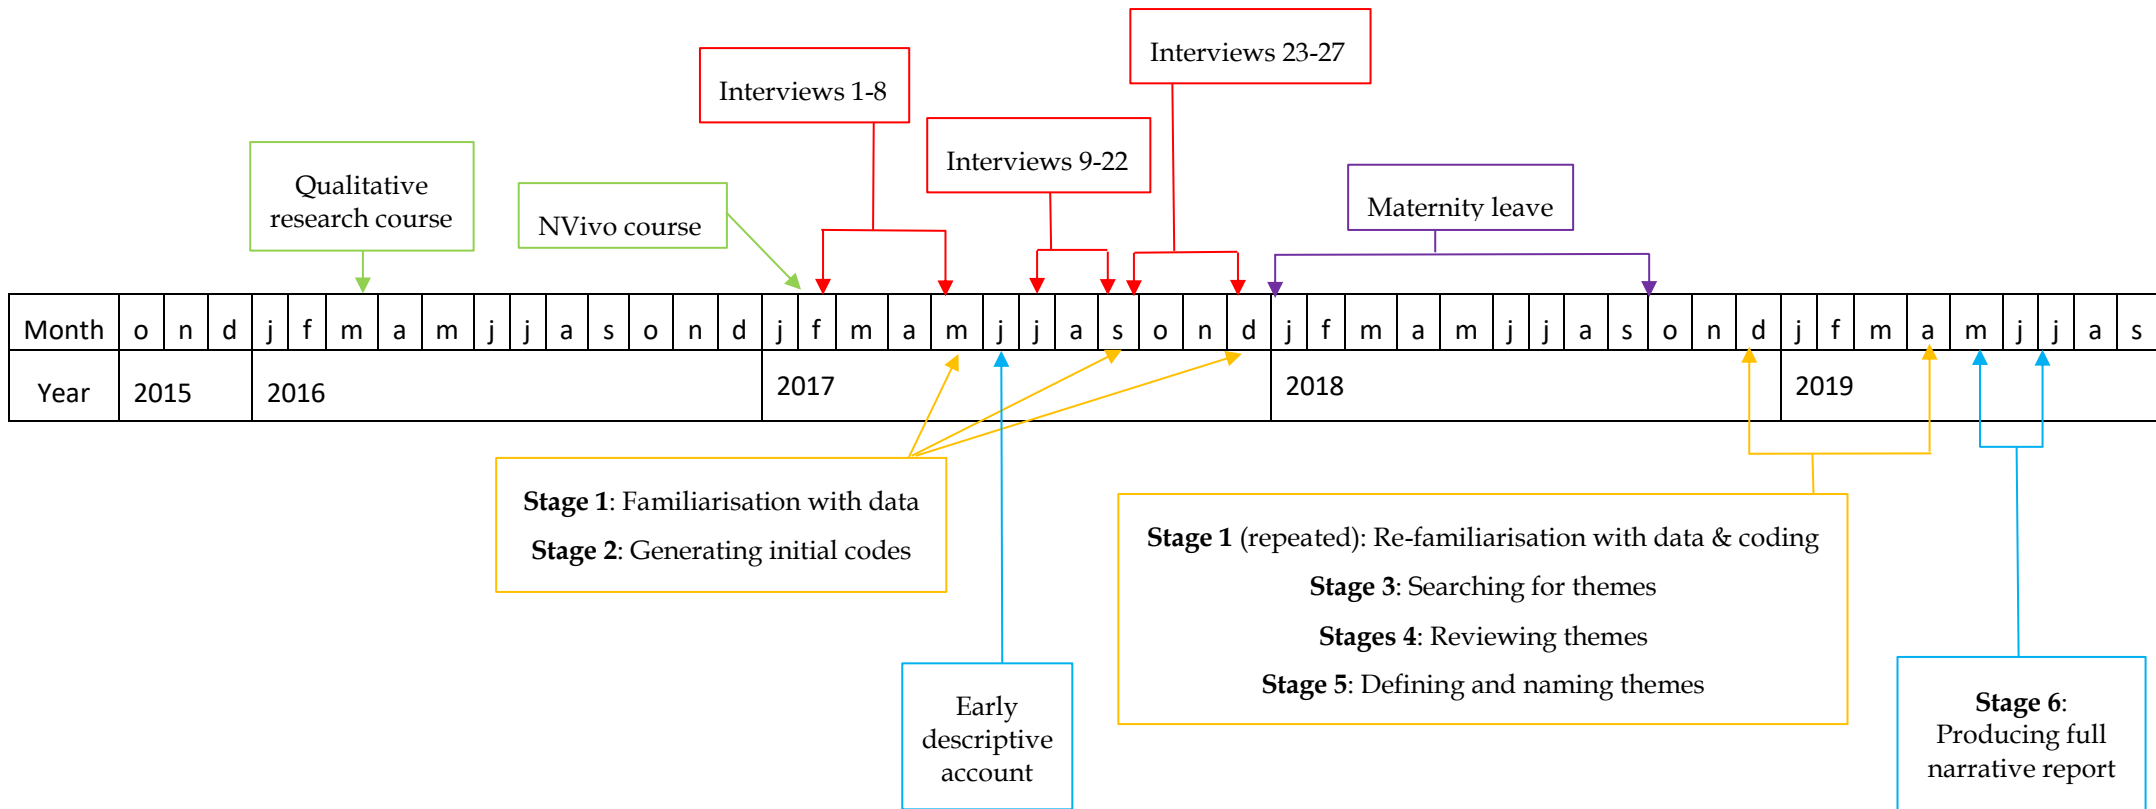 Interviews 23-27
Interviews 1-8
Interviews 9-22
Qualitative
research course
NVivo course
Maternity leave
Month o n d j f m a m j j a s o n d j f m a m j j a s o n d j f m a m j j a s o n d j f m a m j j a s
Year 2015 2016 2017 2018 2019
Stage 1: Familiarisation with data
Stage 2: Generating initial codes
Stage 1 (repeated): Re-familiarisation with data & coding
Stage 3: Searching for themes
Stages 4: Reviewing themes
Stage 5: Defining and naming themes
Early
descriptive
account
Stage 6:
Producing full
narrative report